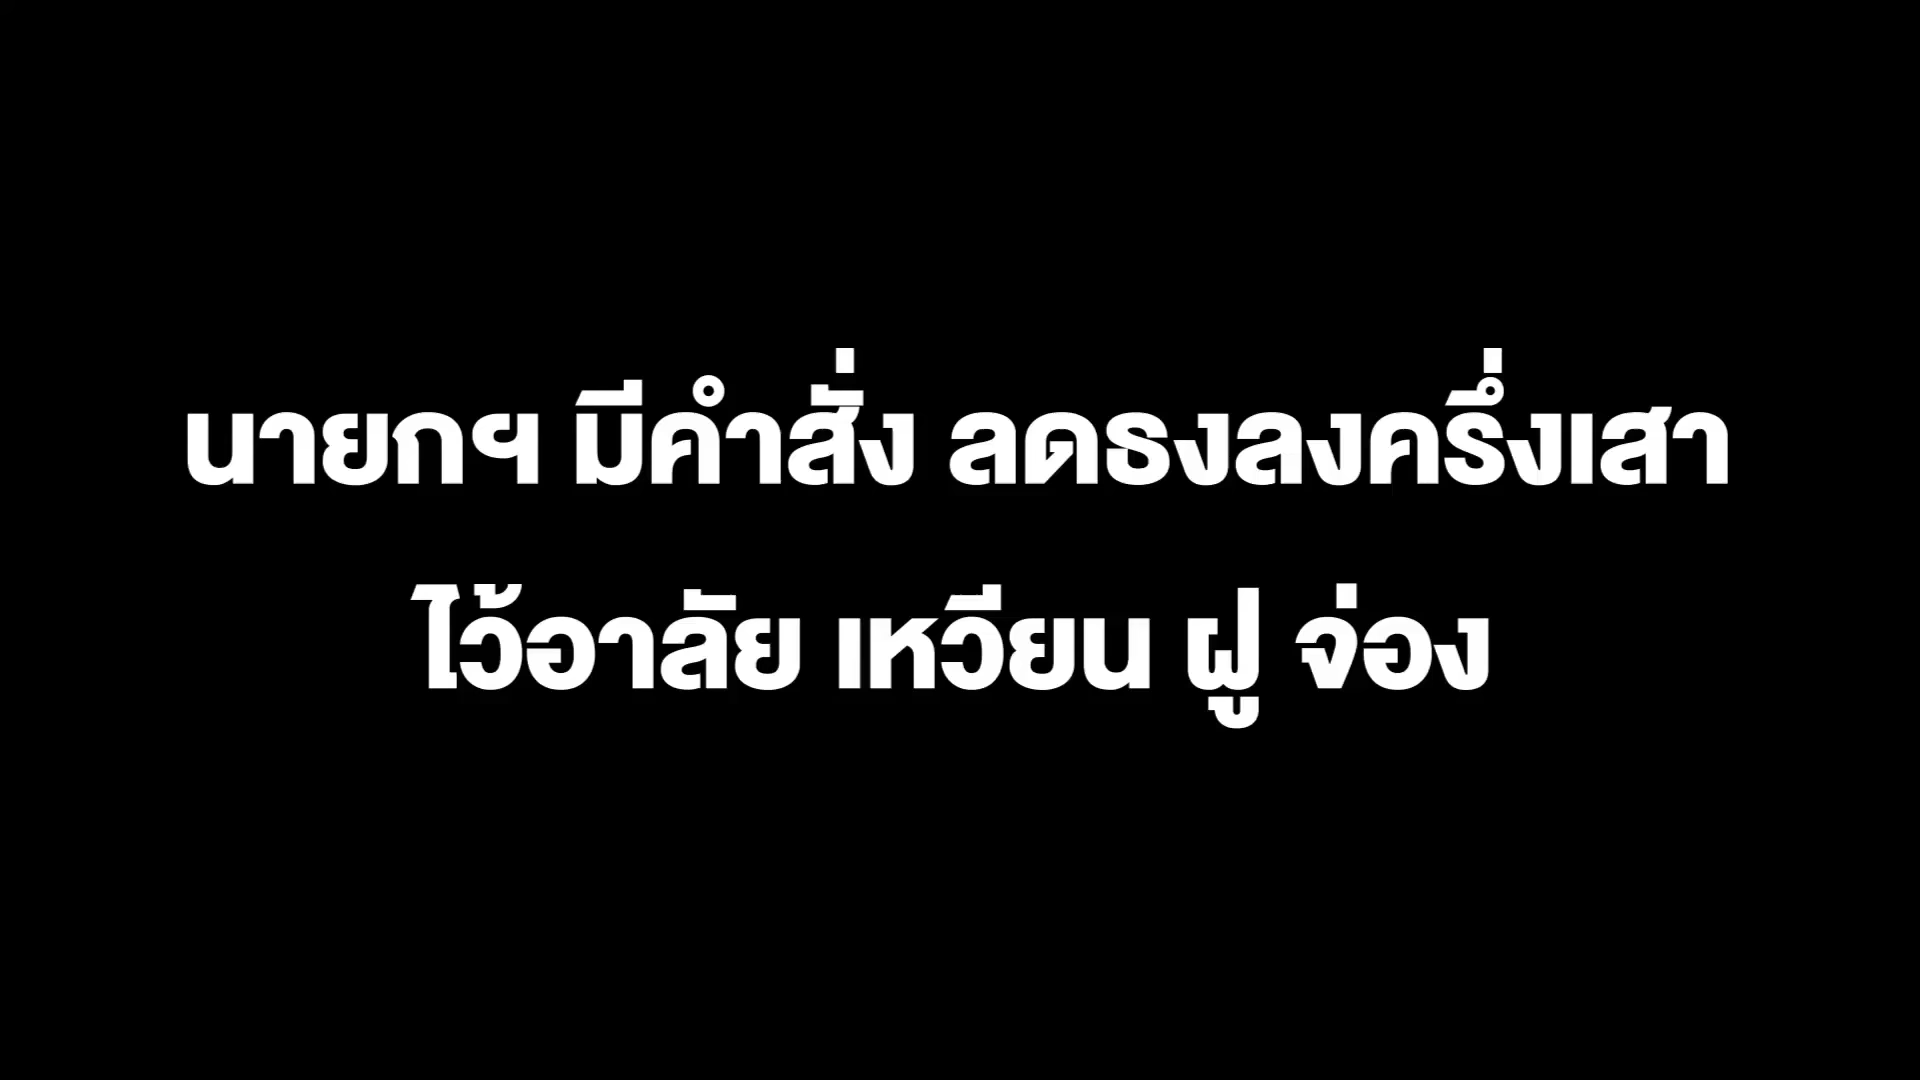 นายกฯ มีคำสั่ง ลดธงลงครึ่งเสา
ไว้อาลัย เหวียน ฝู จ่อง